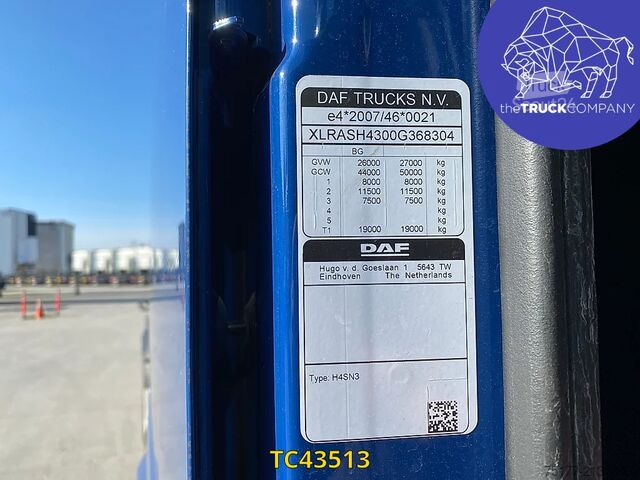 DAF TRUCKS N.V.
e4*2007/46*0021
XLRASH4300G368304
BG
GVW 26000 27000 kg
GCW 44000 50000 kg
1 8000 8000 kg
2 11500 11500 kg
3 7500 7500 kg
4 kg
5 kg
T1 19000 19000 kg
DAF
Hugo v. d. Goeslaan 1 5643 TW
Eindhoven The Netherlands
Type: H4SN3
theTRUCKCOMPANY
TC43513